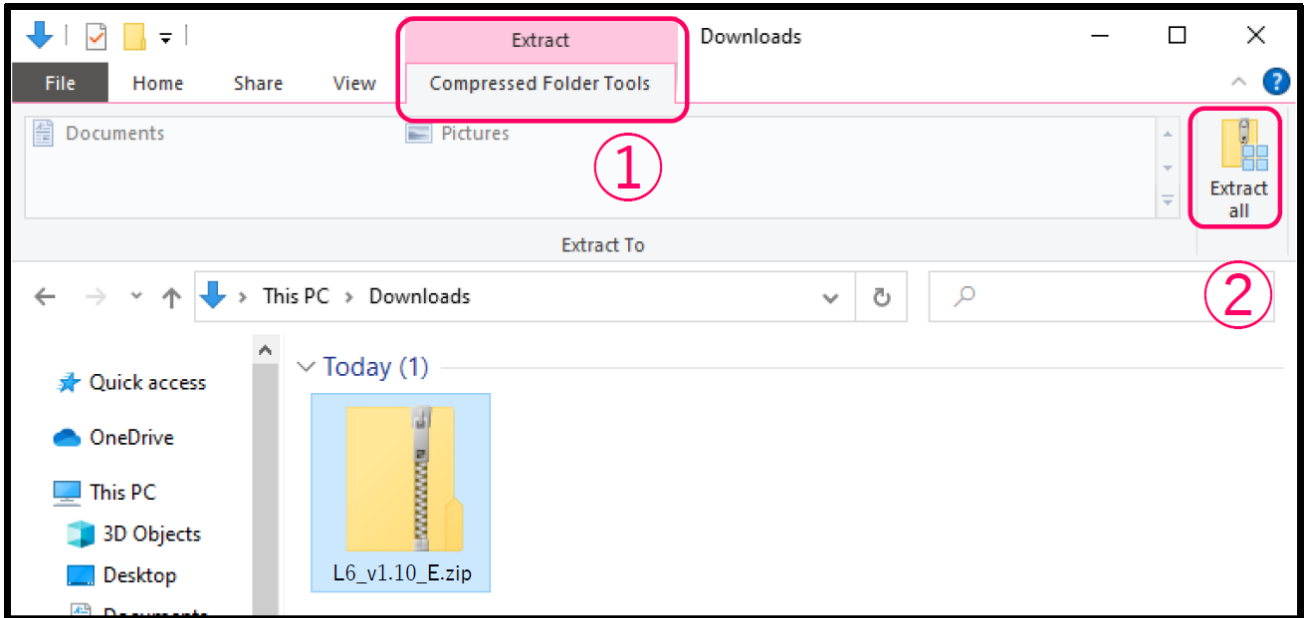 Extract
Downloads
File
Home
Share
View
Compressed Folder Tools
?
Documents
Pictures
①
Extract
all
Extract To
②
This PC
Downloads
Today (1)
Quick access
OneDrive
This PC
3D Objects
Desktop
Documents
L6_v1.10_E.zip